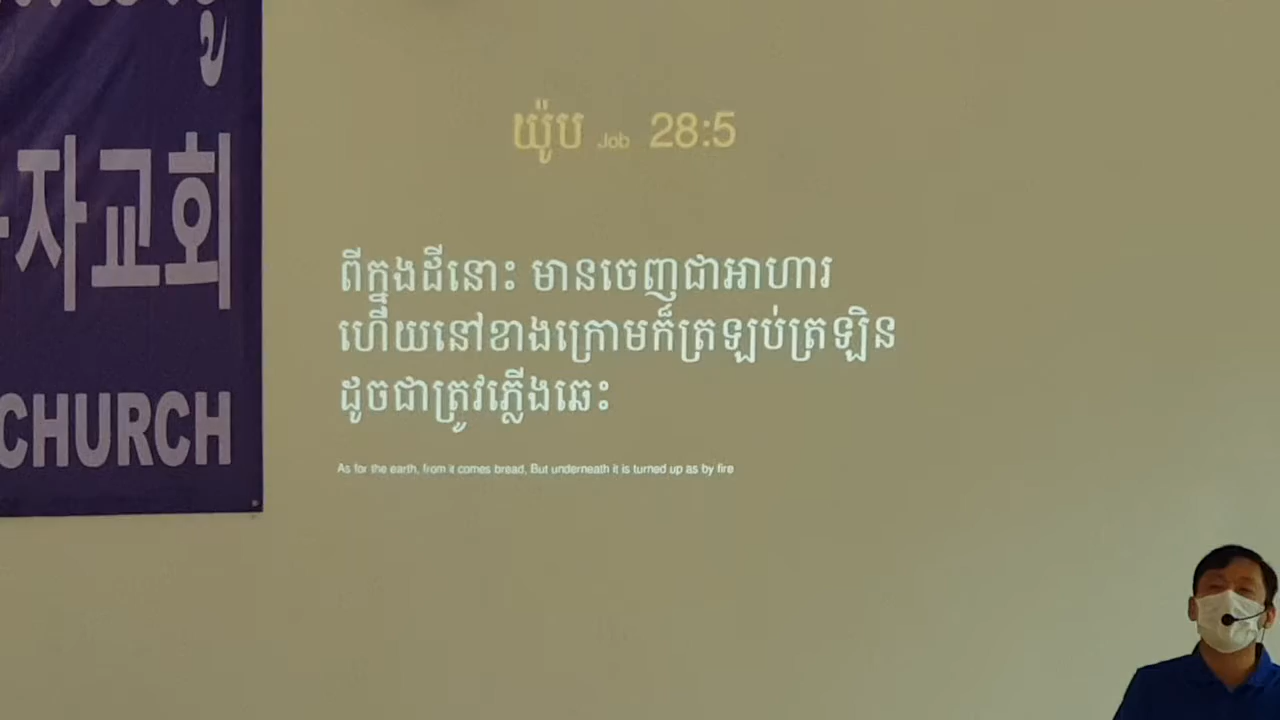 자교회
CHURCH
យ៉ូប Job 28:5
ពីក្នុងដីនោះ មានចេញជាអាហារ
ហើយនៅខាងក្រោមក៏ត្រឡប់ត្រឡិន
ដូចជាត្រូវភ្លើងឆេះ
As for the earth, from it comes bread, But underneath it is turned up as by fire